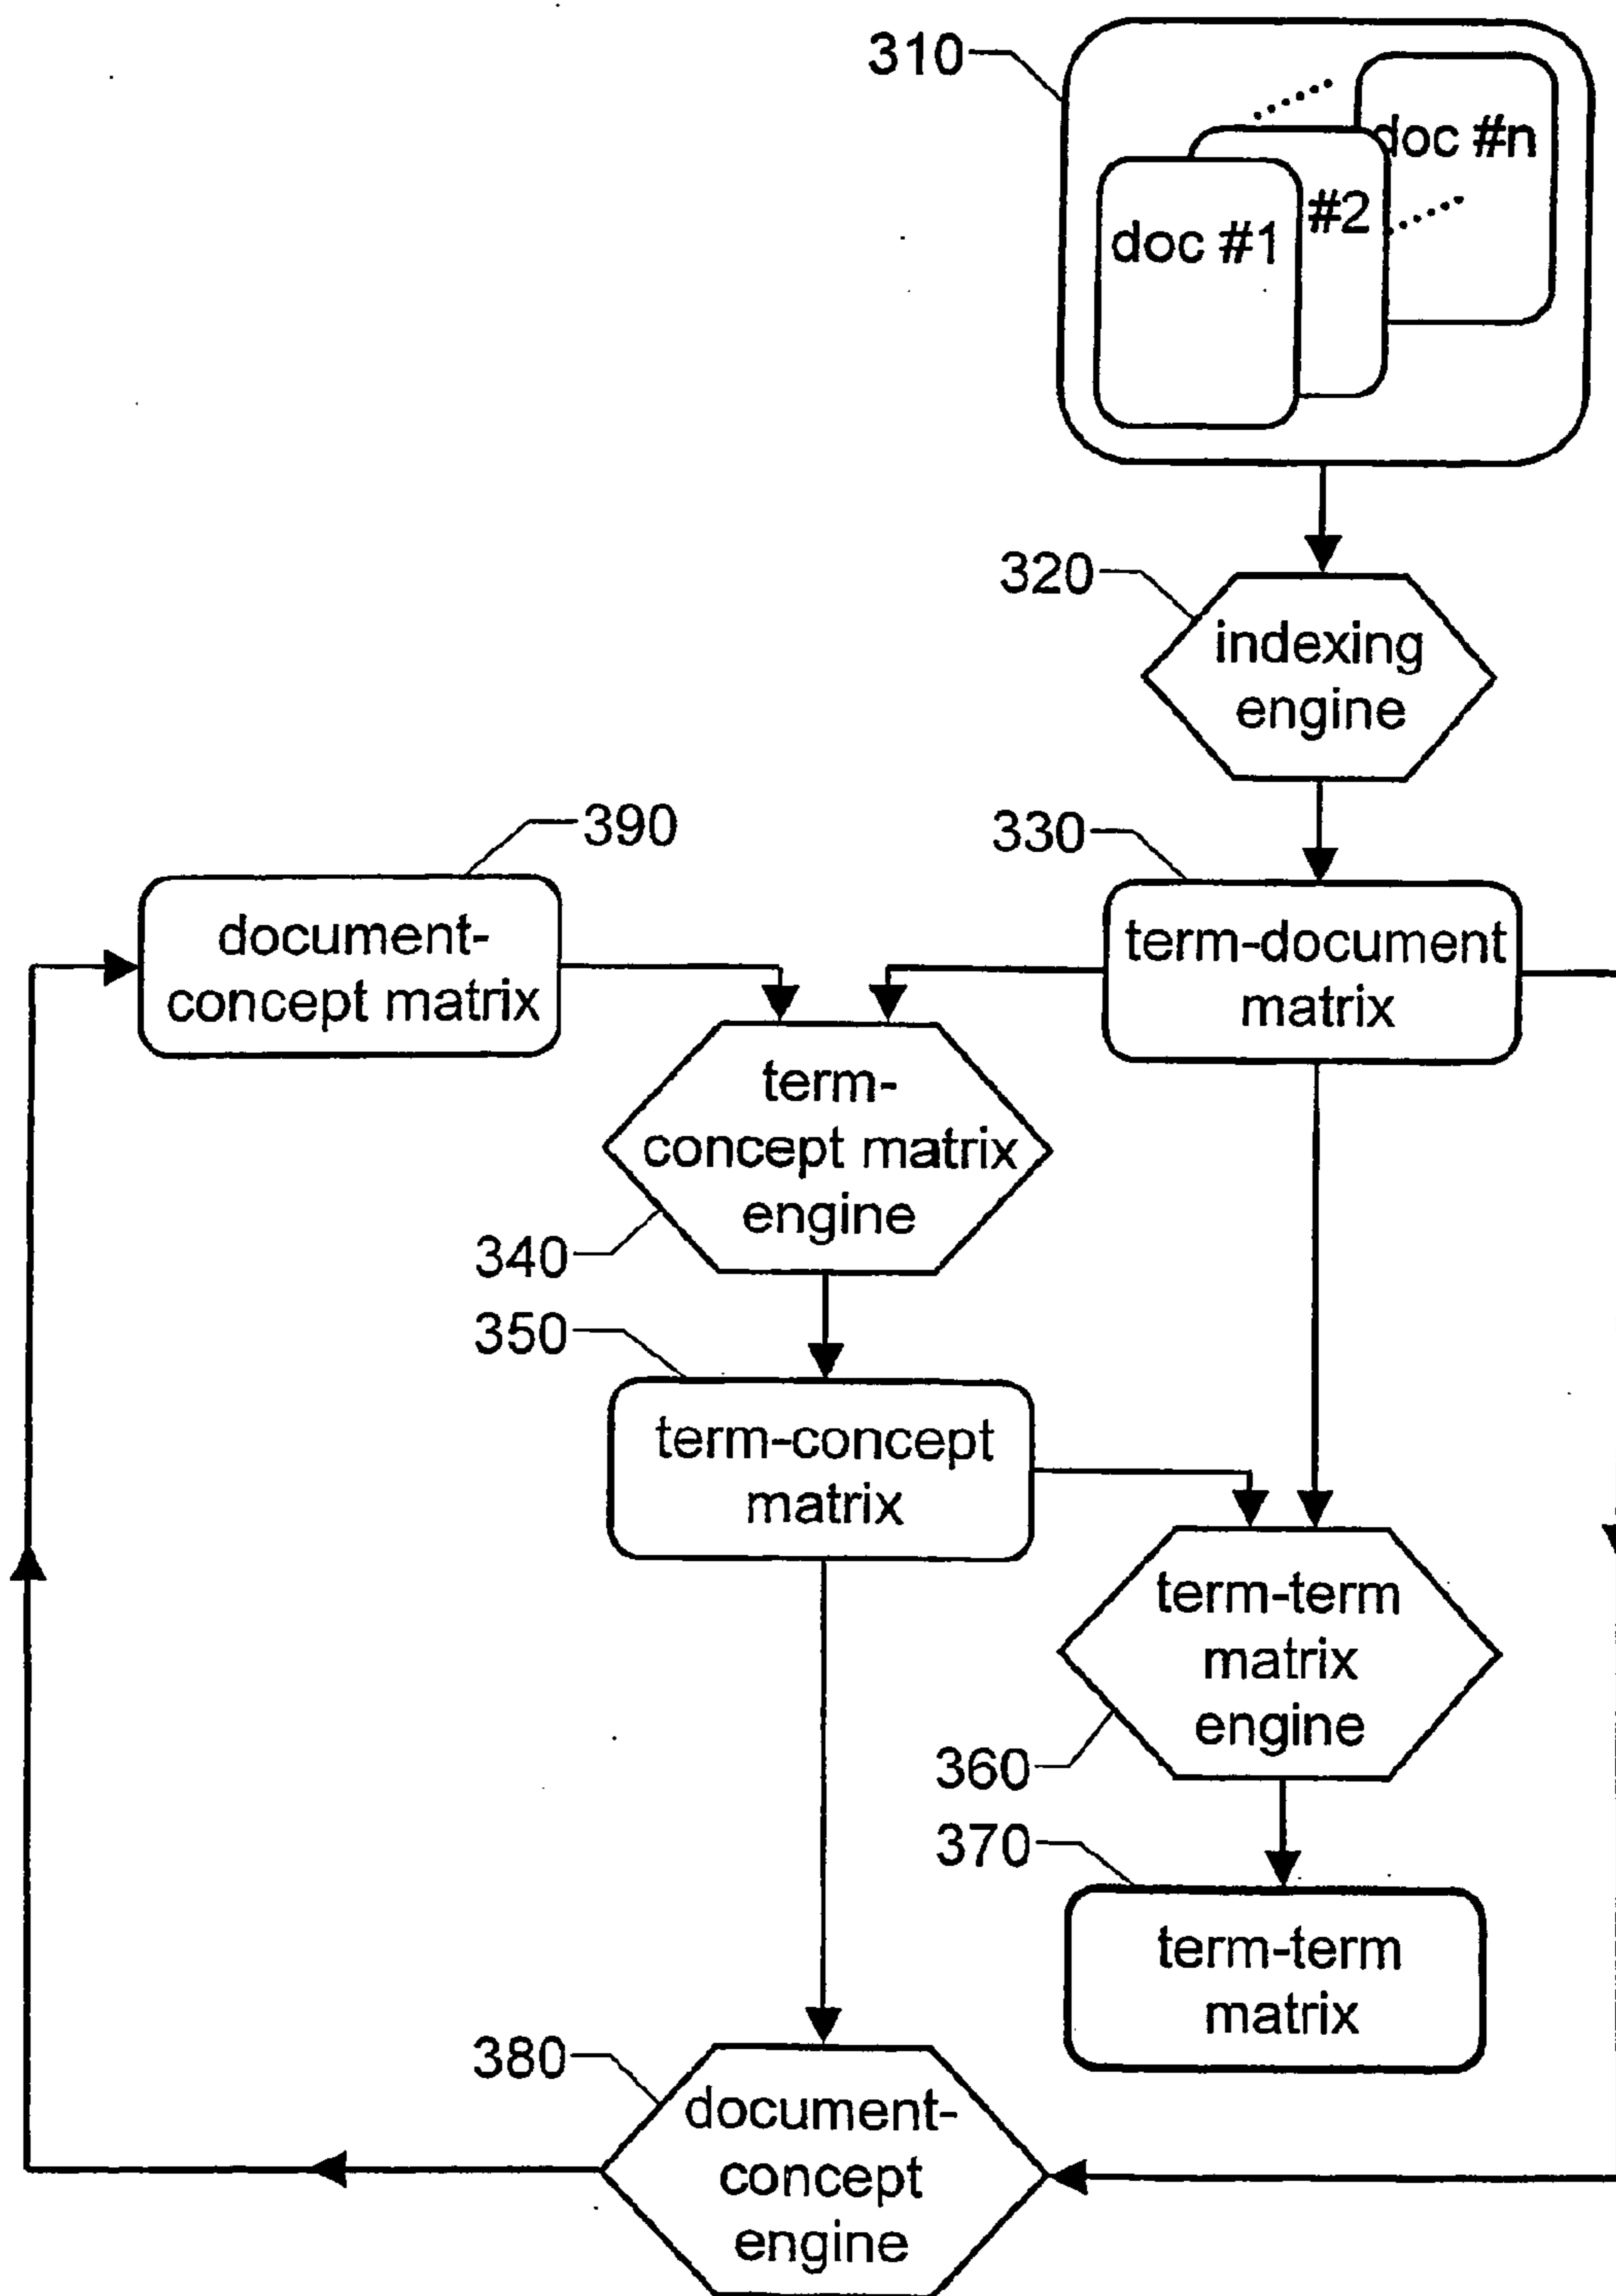 310
doc #n
#2
doc #1
320
indexing
engine
390
330
document-
concept matrix
term-document
matrix
term-
concept matrix
engine
340
350
term-concept
matrix
term-term
matrix
engine
360
370
term-term
matrix
380
document-
concept
engine